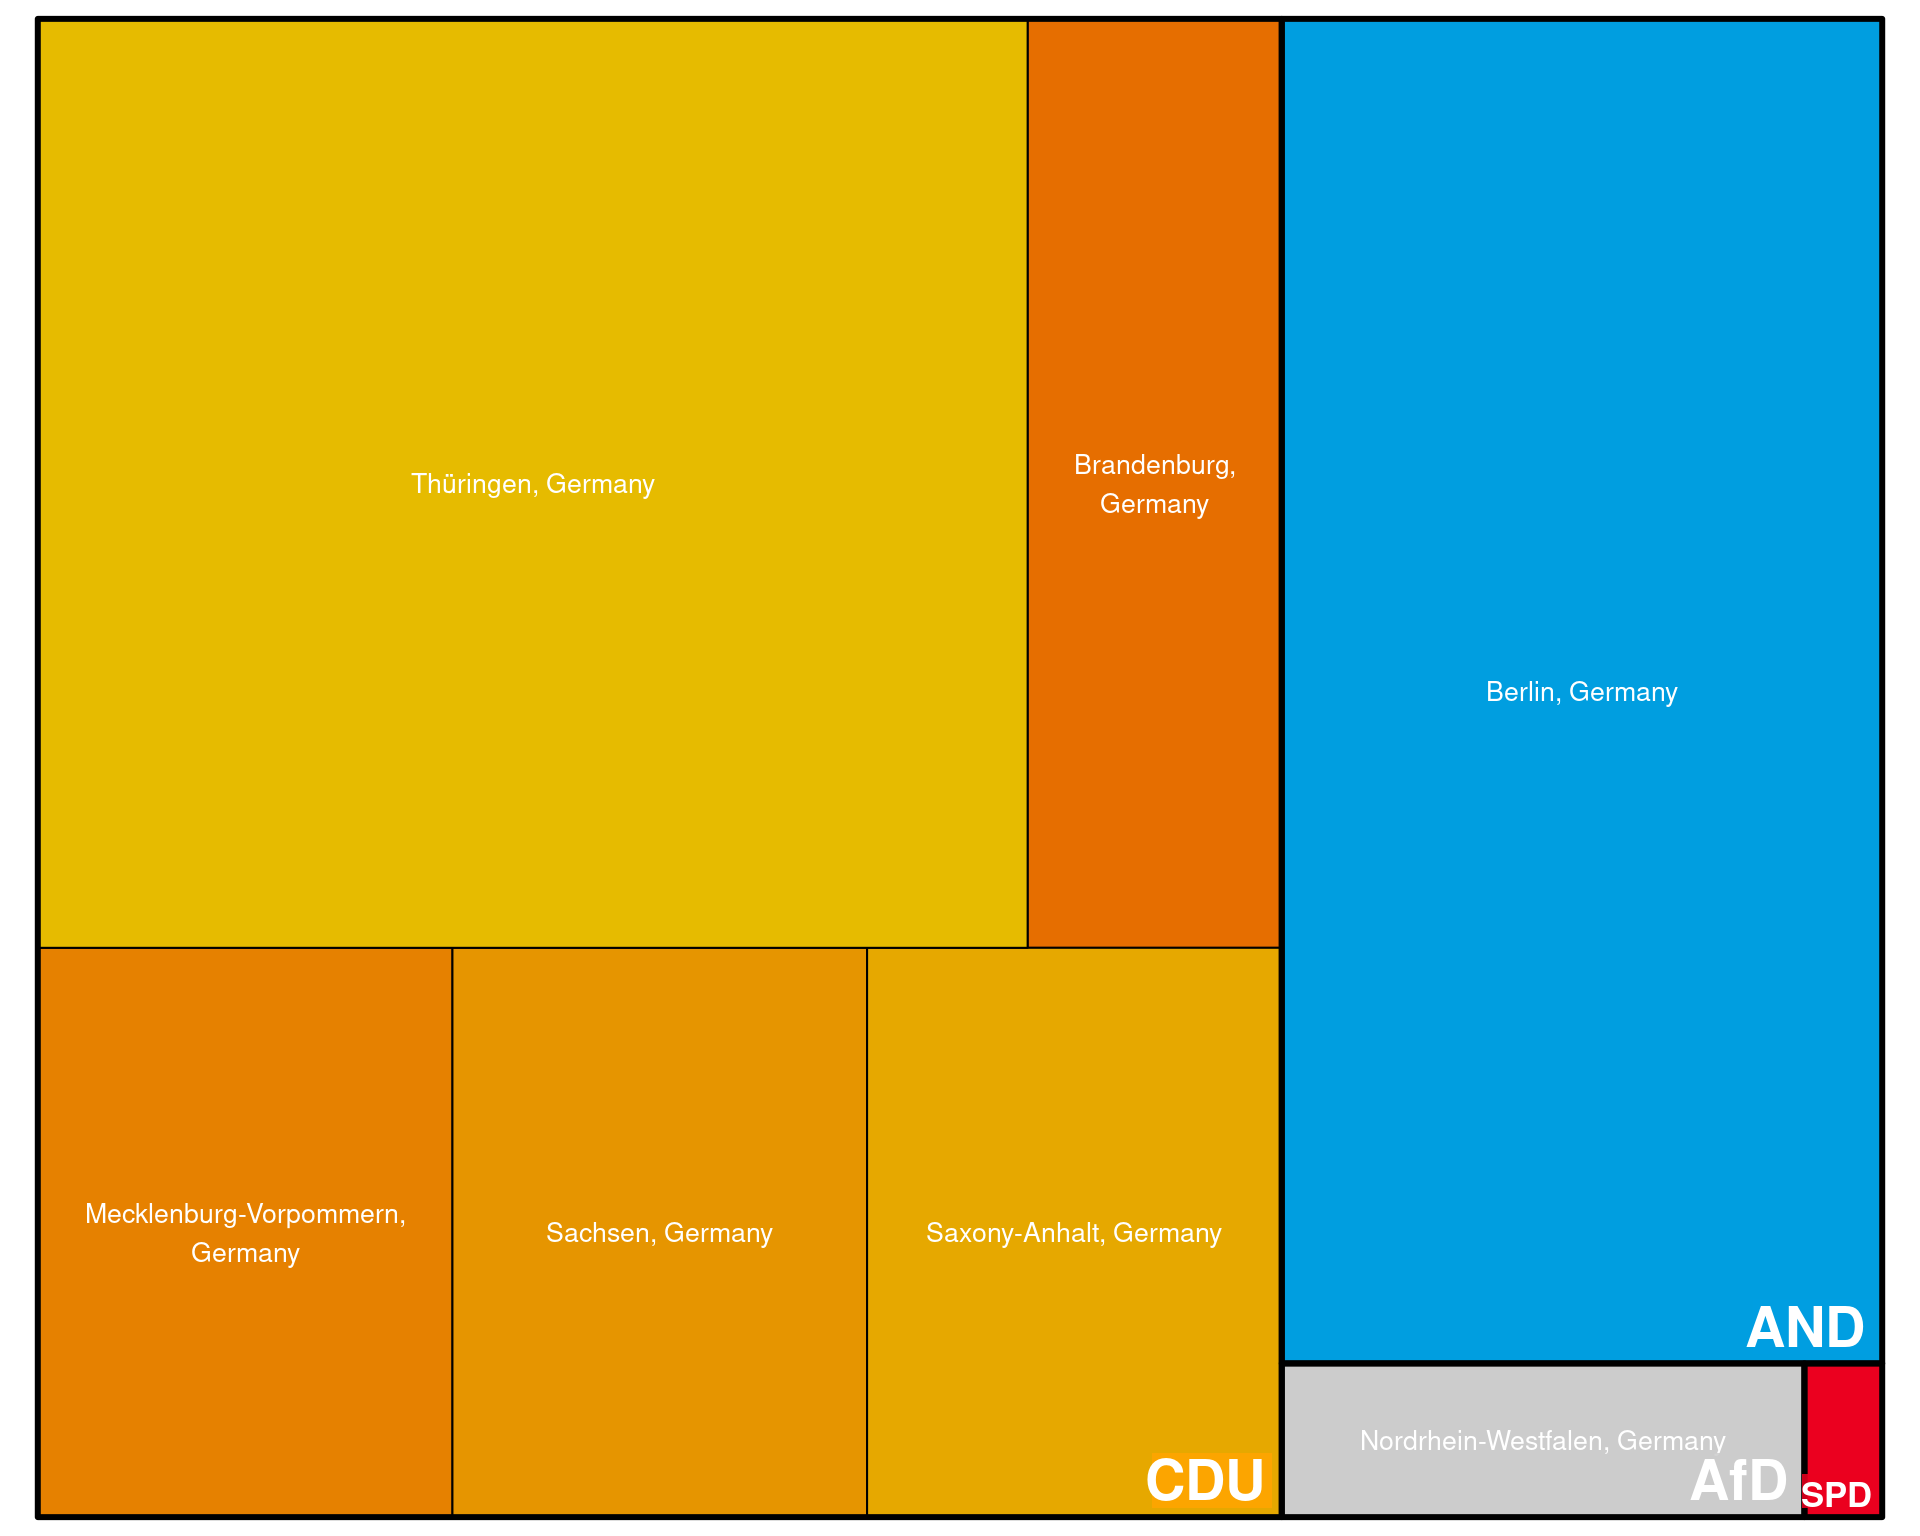 Thüringen, Germany
Brandenburg,
Germany
Berlin, Germany
Mecklenburg-Vorpommern,
Germany
Sachsen, Germany
Saxony-Anhalt, Germany
CDU
AND
Nordrhein-Westfalen, Germany
AfD
SPD